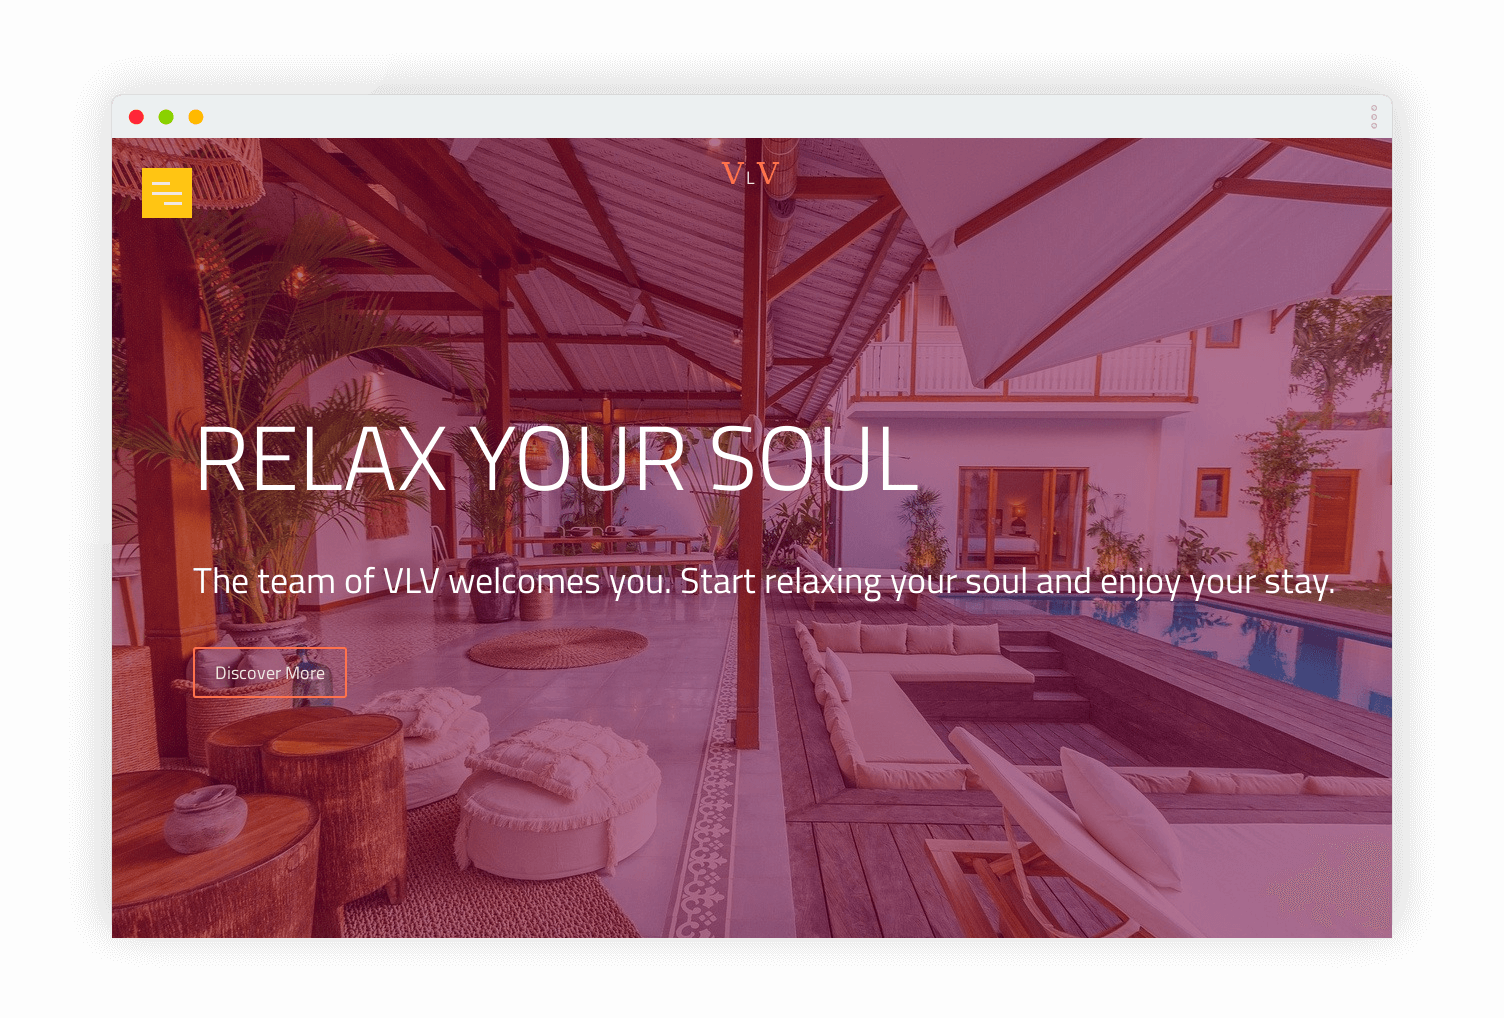 VLV
RELAX YOUR SOUL
The team of VLV welcomes you. Start relaxing your soul and enjoy your stay.
Discover More